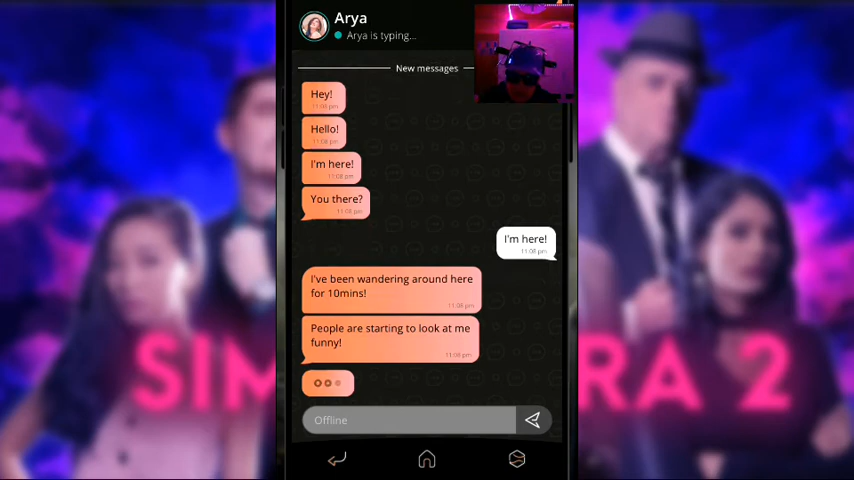 Arya
Arya is typing...
New messages
Hey!
11:08 pm
Hello!
11:08 pm
I'm here!
11:08 pm
You there?
11:08 pm
I'm here!
11:08 pm
I've been wandering around here
for 10mins!
11:08 pm
People are starting to look at me
funny!
11:08 pm
Offline
SIM
RA 2